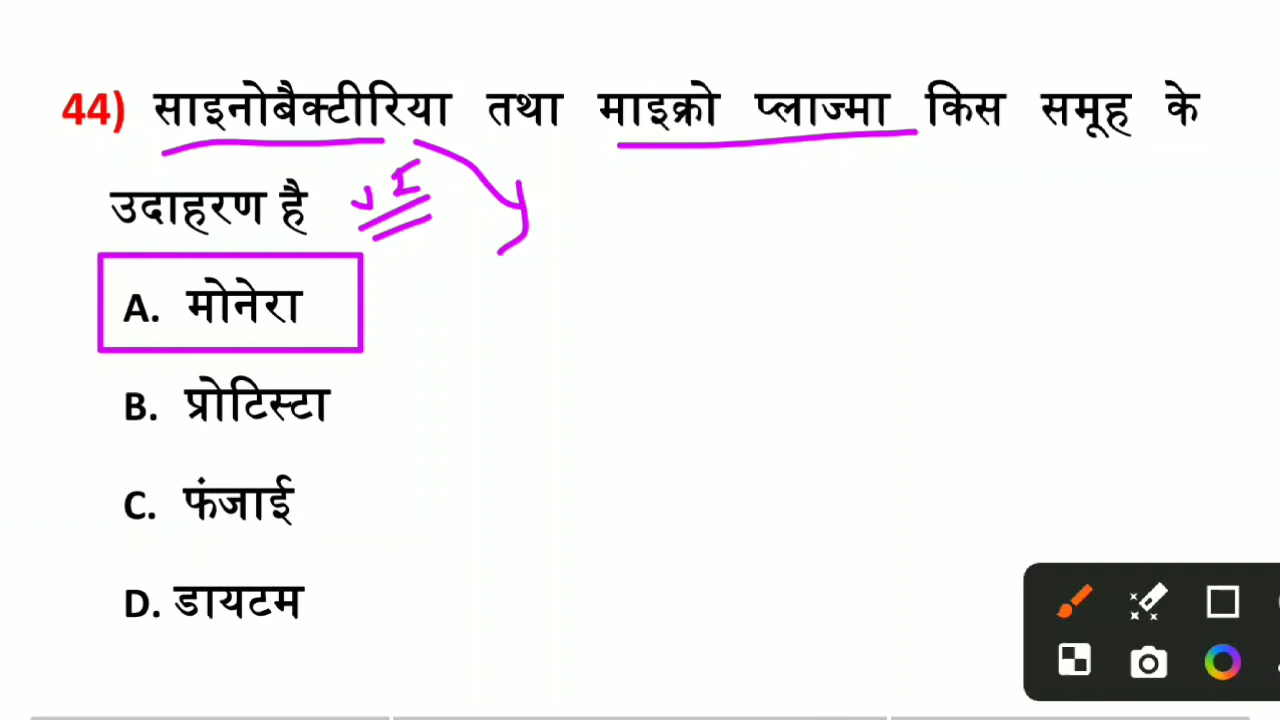 44) साइनोबैक्टीरिया तथा माइक्रो प्लाज्मा किस समूह के
उदाहरण है
A. मोनेरा
B. प्रोटिस्टा
C. फंजाई
D. डायटम